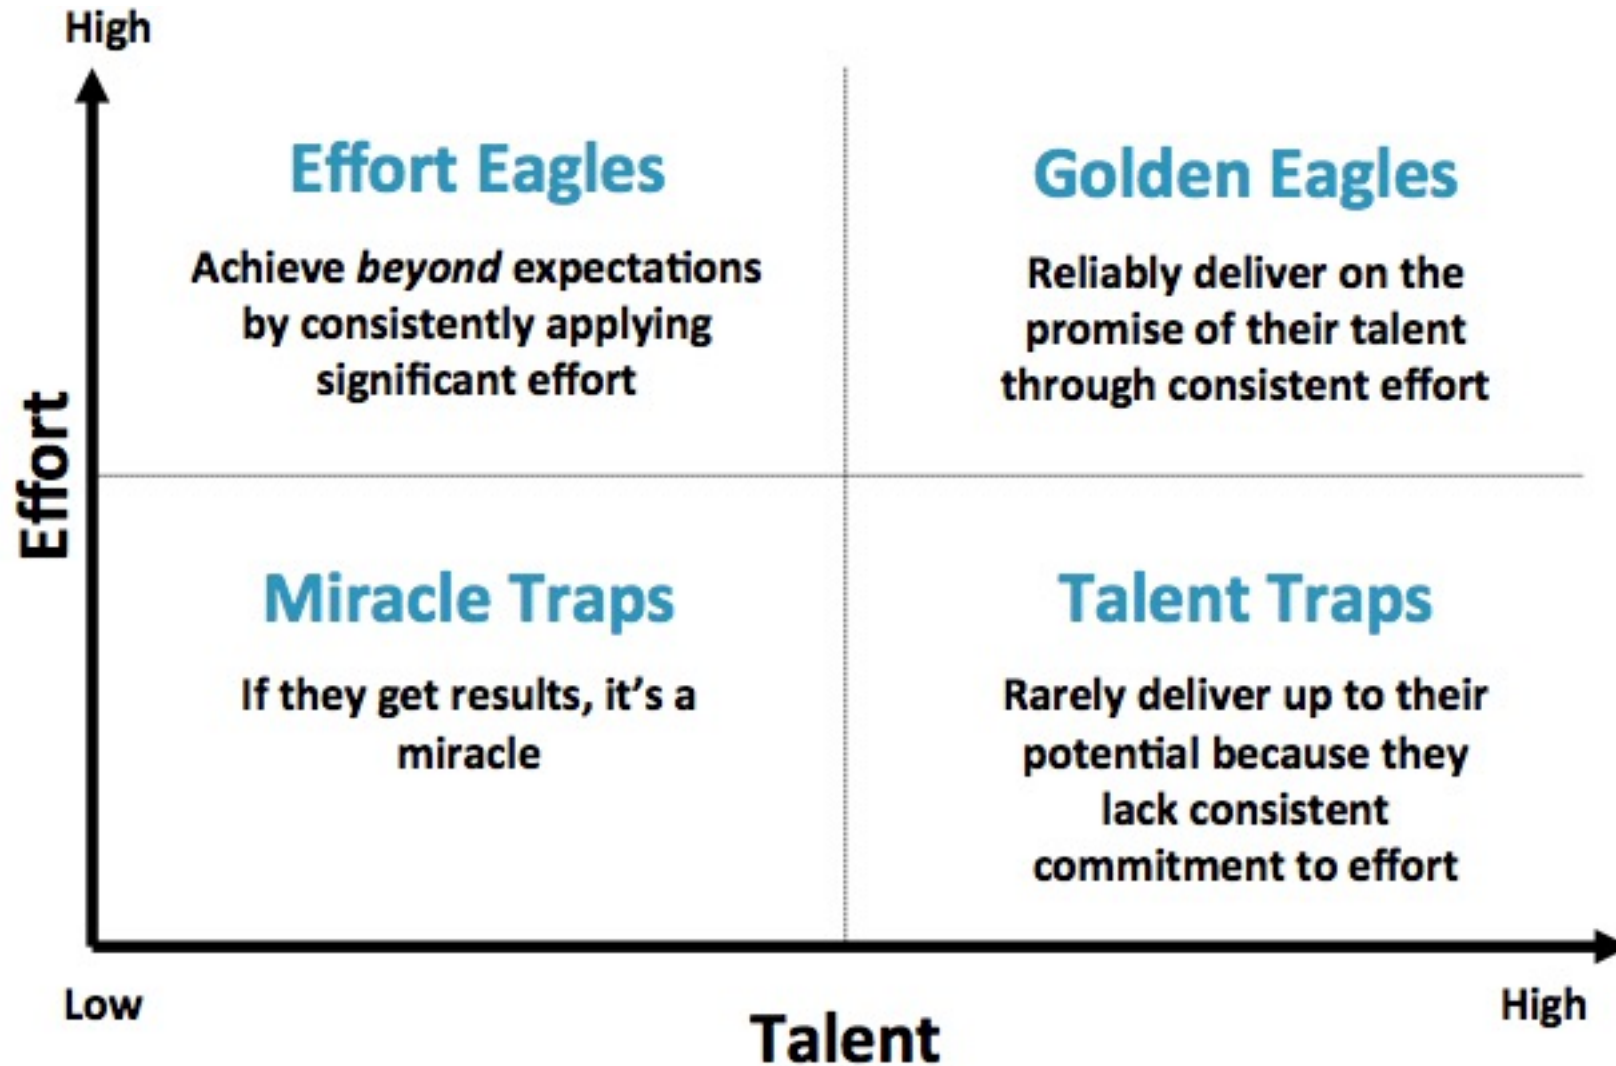 High
Effort Eagles
Achieve beyond expectations
by consistently applying
significant effort
Golden Eagles
Reliably deliver on the
promise of their talent
through consistent effort
Effort
Miracle Traps
If they get results, it's a
miracle
Talent Traps
Rarely deliver up to their
potential because they
lack consistent
commitment to effort
Low
Talent
High